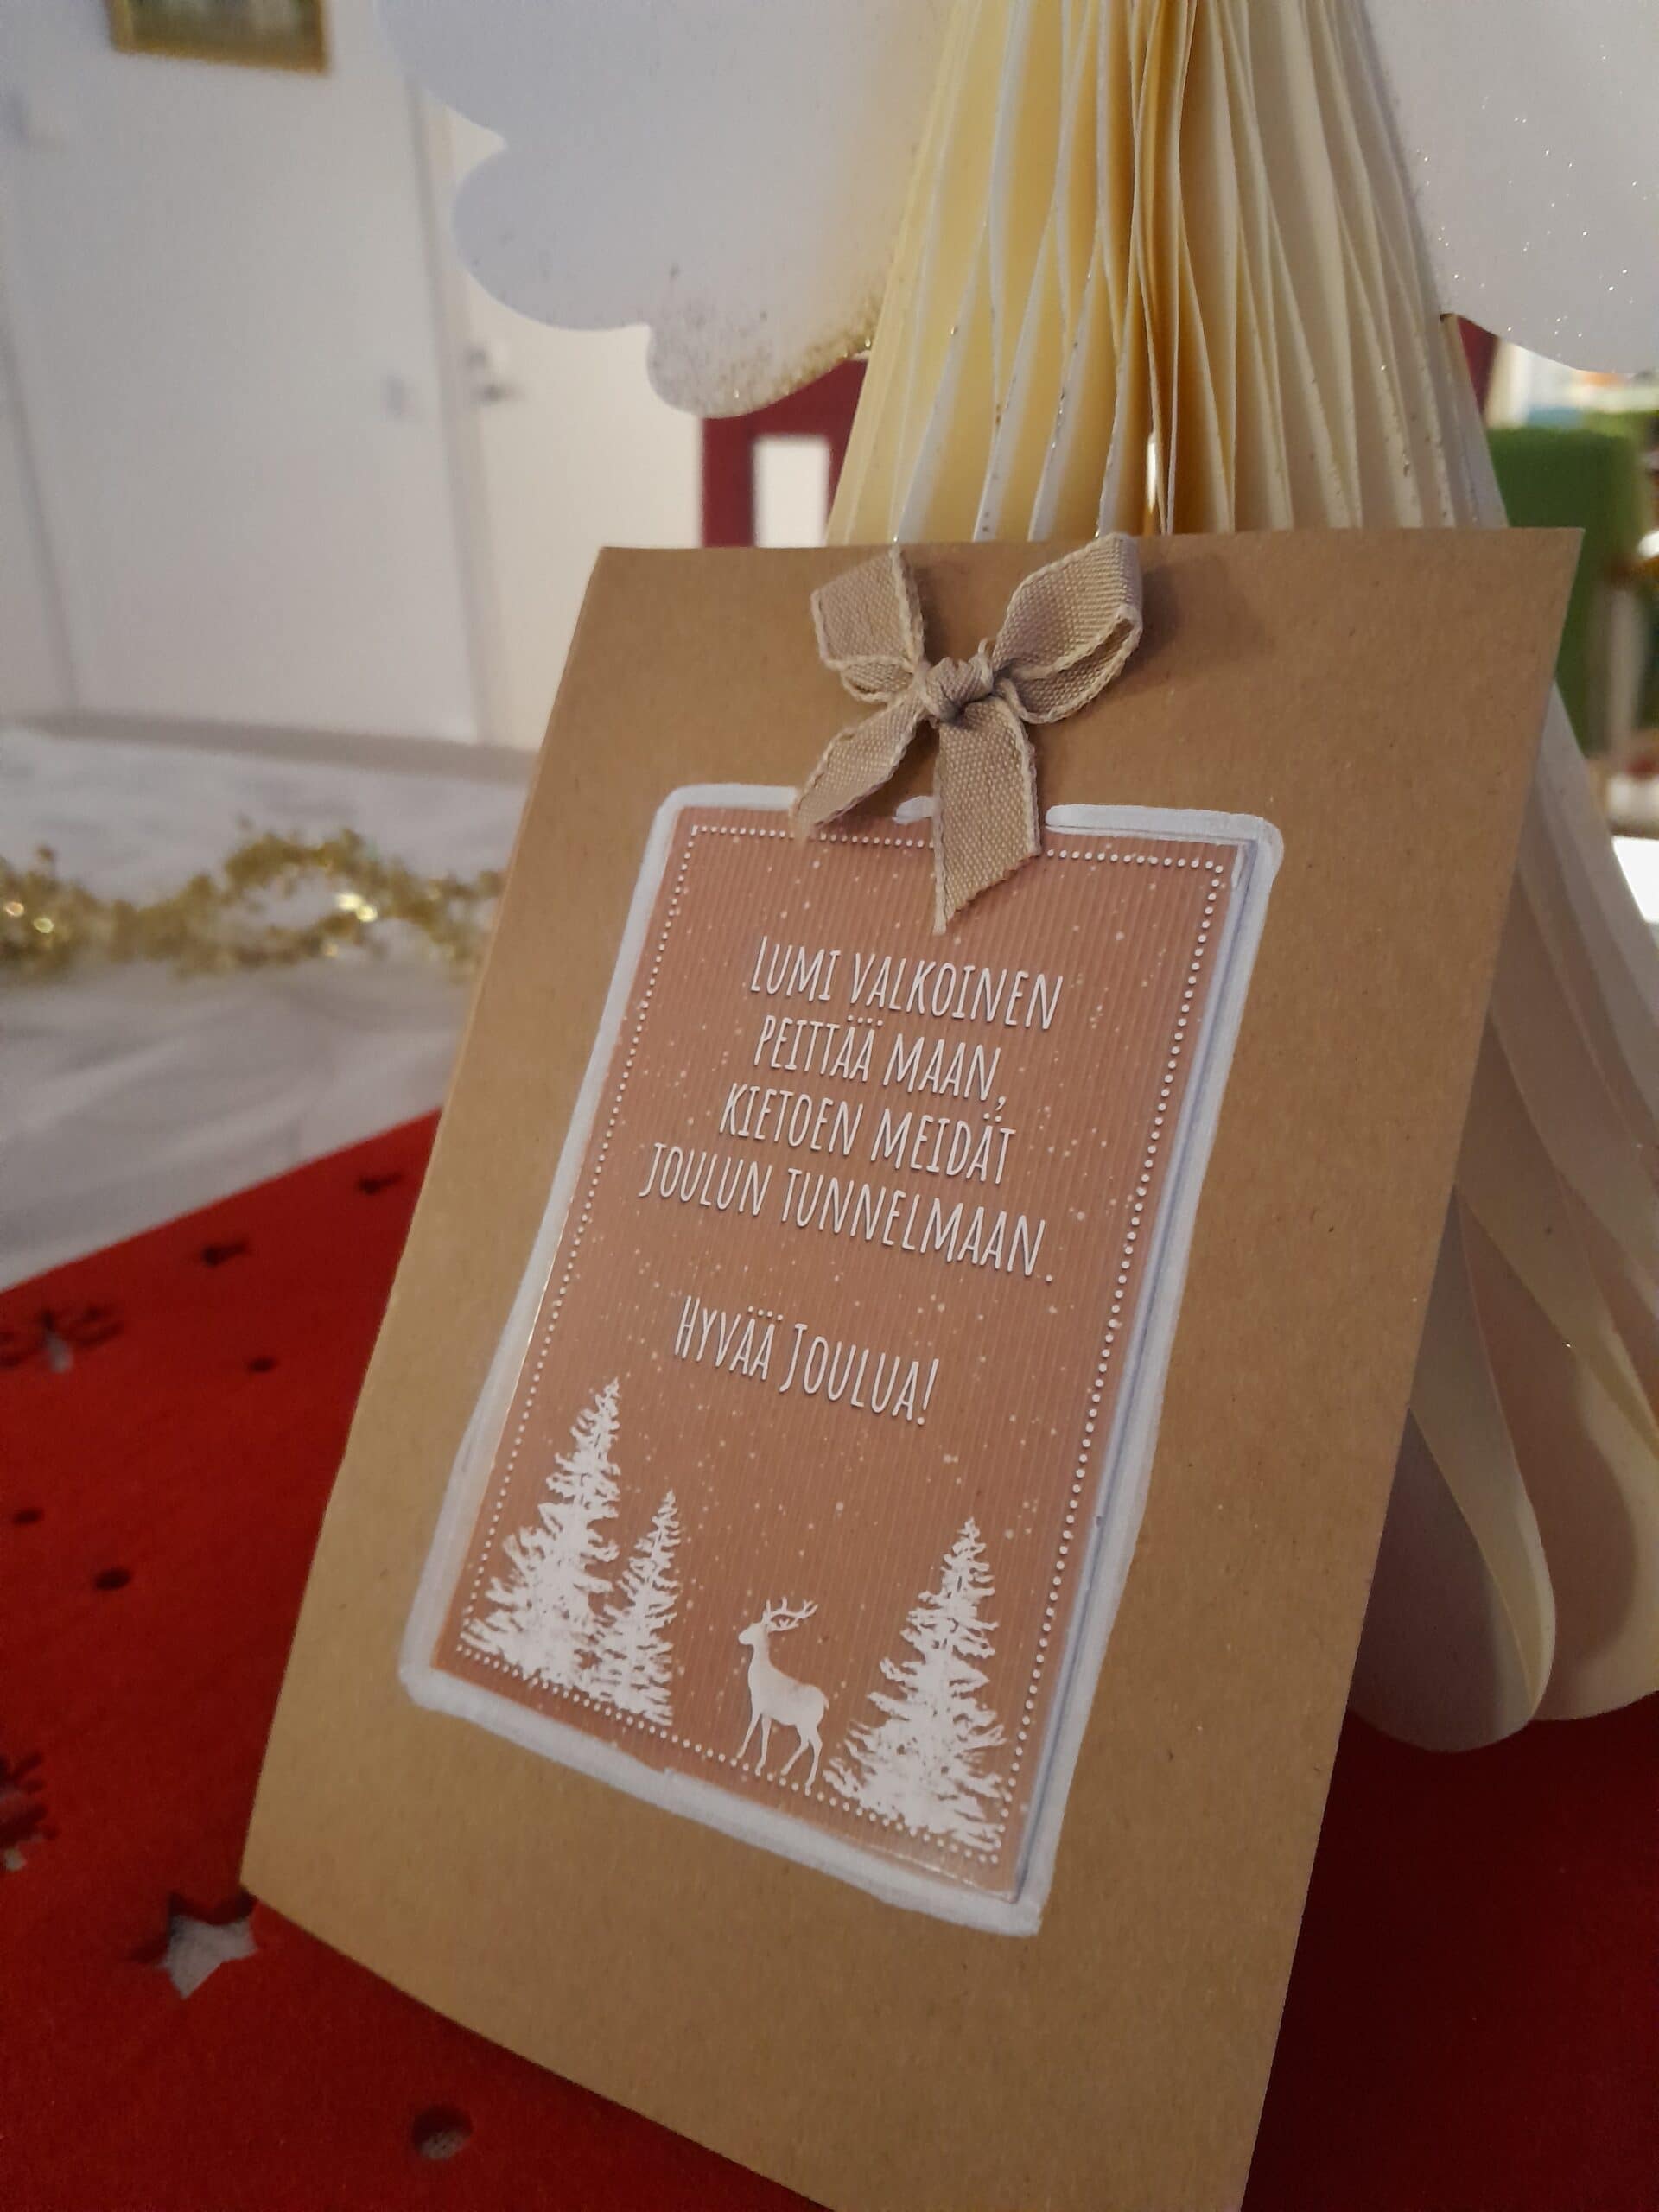 LUMI VALKOINEN
PEITTÄÄ MAAN,
KIETOEN MEIDÄT
JOULUN TUNNELMAAN.
HYVÄÄ JOULUA!